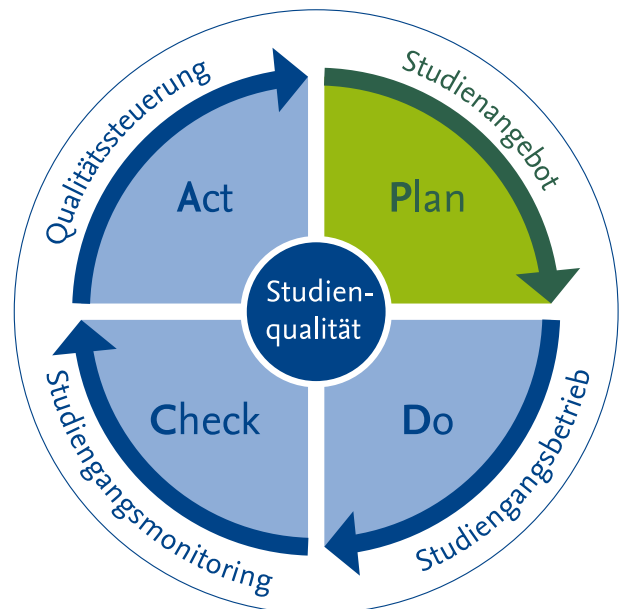 Qualitätssteuerung
Studienangebot
Act
Plan
Studien-
qualität
Check
Do
Studiengangsmonitoring
Studiengangsbetrieb